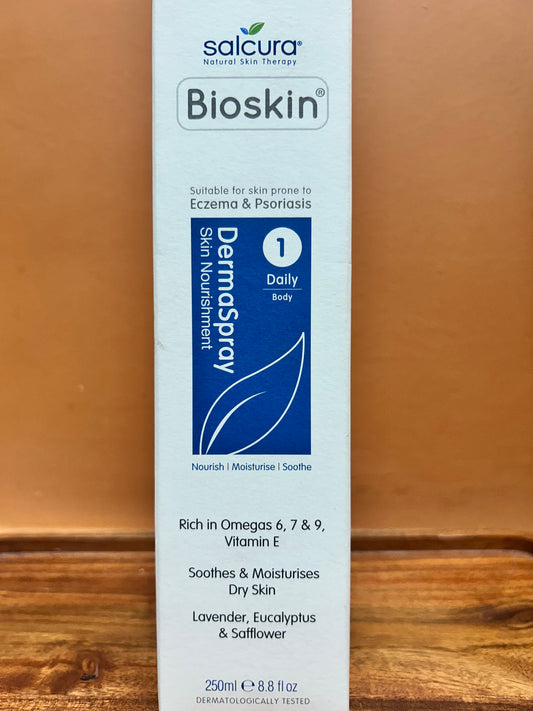 salcura®
Natural Skin Therapy
Bioskin®
Suitable for skin prone to
Eczema & Psoriasis
DermaSpray
Skin Nourishment
1
Daily
Body
Nourish | Moisturise | Soothe
Rich in Omegas 6, 7 & 9,
Vitamin E
Soothes & Moisturises
Dry Skin
Lavender, Eucalyptus
& Safflower
250ml ℮ 8.8 fl oz
DERMATOLOGICALLY TESTED